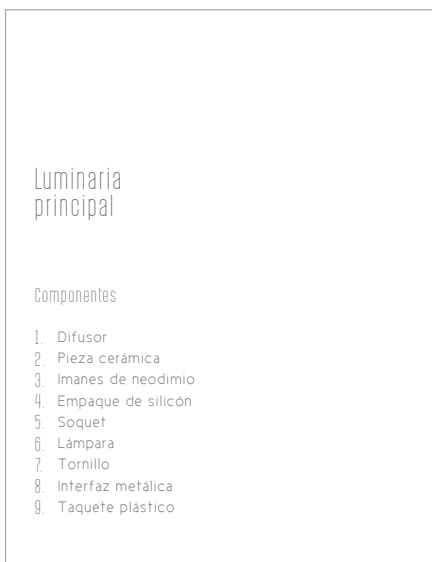 Luminaria
principal
Componentes
1. Difusor
2. Pieza cerámica
3. Imanes de neodimio
4. Empaque de silicón
5. Soquet
6. Lámpara
7. Tornillo
8. Interfaz metálica
9. Taquete plástico